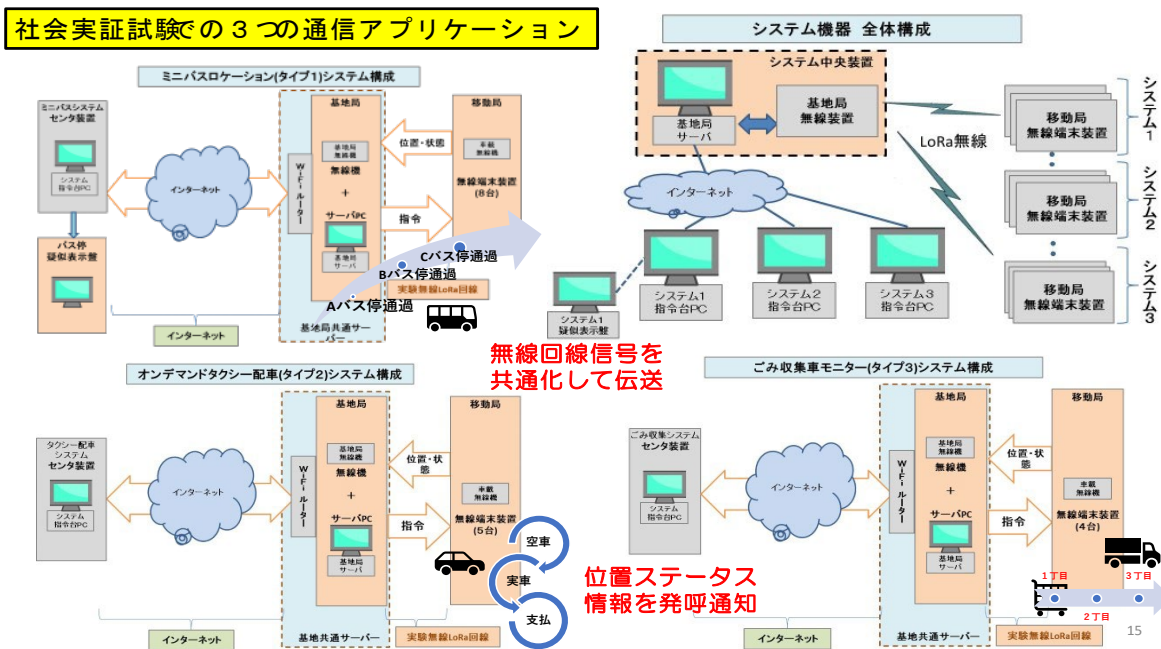 社会実証試験での３つの通信アプリケーション
ミニバスロケーション(タイプ1)システム構成
ミニバスシステム
センタ装置
システム
指令台PC
バス停
疑似表示盤
インターネット
インターネット
Wi-Fiルーター
基地局
基地局
無線機
無線機
+
サーバPC
基地局
サーバ
基地局共通サー
バー
位置・状態
指令
移動局
車載
無線機
無線端末装置
(8台)
Aバス停通過
Bバス停通過
Cバス停通過
実験無線LoRa回線
システム機器 全体構成
システム中央装置
基地局
サーバ
基地局
無線装置
LoRa無線
インターネット
移動局
無線端末装置
システム1
移動局
無線端末装置
システム2
移動局
無線端末装置
システム3
システム1
指令台PC
システム2
指令台PC
システム3
指令台PC
システム1
疑似表示盤
無線回線信号を
共通化して伝送
オンデマンドタクシー配車(タイプ2)システム構成
タクシー配車
システム
センタ装置
システム
指令台PC
インターネット
インターネット
Wi-Fiルーター
基地局
基地局
無線機
無線機
+
サーバPC
基地局
サーバ
基地共通サーバー
位置・状
態
指令
移動局
車載
無線機
無線端末装置
(5台)
空車
実車
支払
実験無線LoRa回線
位置ステータス
情報を発呼通知
ごみ収集車モニター(タイプ3)システム構成
ごみ収集システム
センタ装置
システム
指令台PC
インターネット
インターネット
Wi-Fiルーター
基地局
基地局
無線機
無線機
+
サーバPC
基地局
サーバ
基地共通サーバー
位置・状
態
指令
移動局
車載
無線機
無線端末装置
(4台)
１丁目
２丁目
３丁目
実験無線LoRa回線
15